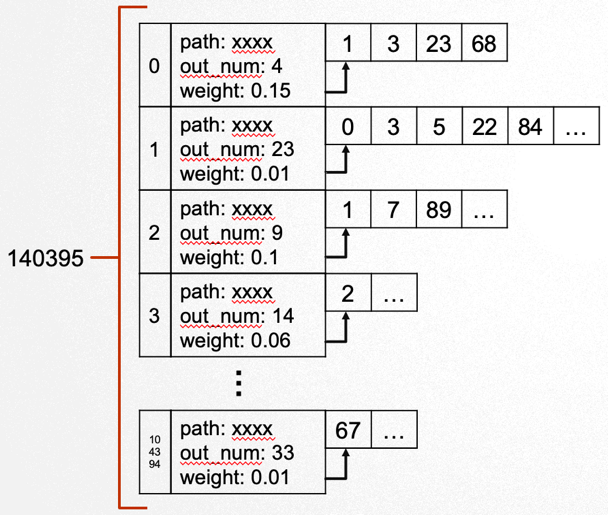 0
path: xxxx
out_num: 4
weight: 0.15
1 3 23 68
1
path: xxxx
out_num: 23
weight: 0.01
0 3 5 22 84 ...
2
path: xxxx
out_num: 9
weight: 0.1
1 7 89 ...
140395
3
path: xxxx
out_num: 14
weight: 0.06
2 ...
10
43
94
path: xxxx
out_num: 33
weight: 0.01
67 ...